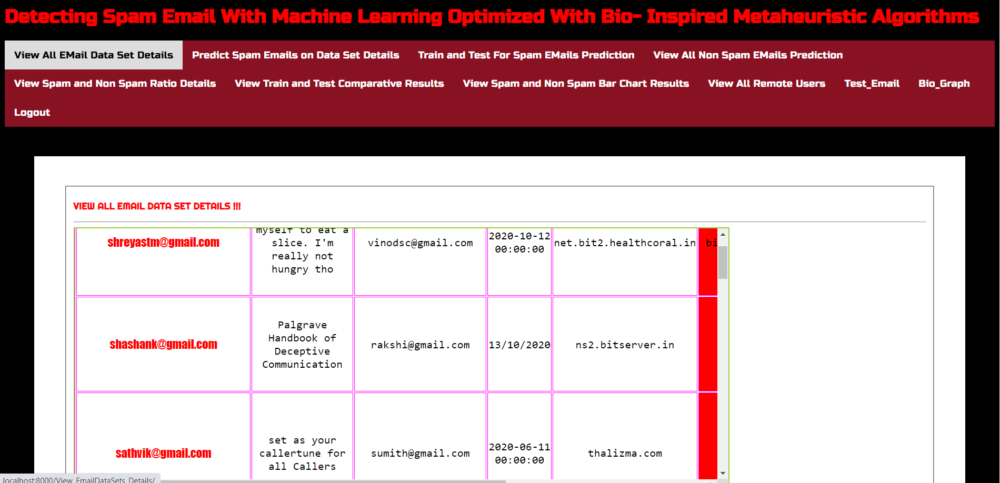 Detecting Spam Email With Machine Learning Optimized With Bio- Inspired Metaheuristic Algorithms
View All EMail Data Set Details
Predict Spam Emails on Data Set Details
Train and Test For Spam EMails Prediction
View All Non Spam EMails Prediction
View Spam and Non Spam Ratio Details
View Train and Test Comparative Results
View Spam and Non Spam Bar Chart Results
View All Remote Users
Test_Email
Bio_Graph
Logout
VIEW ALL EMAIL DATA SET DETAILS !!!
shreyastm@gmail.com
myself to eat a
slice. I'm
really not
hungry tho
vinodsc@gmail.com
2020-10-12
00:00:00
net.bit2.healthcoral.in
bi
shashank@gmail.com
Palgrave
Handbook of
Deceptive
Communication
rakshi@gmail.com
13/10/2020
ns2.bitserver.in
sathvik@gmail.com
set as your
callertune for
all Callers
sumith@gmail.com
2020-06-11
00:00:00
thalizma.com
localhost:8000/View_EmailDataSets_Details/